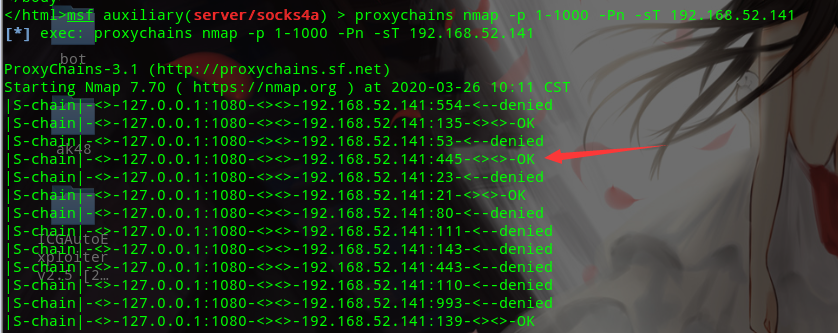 </html>msf auxiliary(server/socks4a) > proxychains nmap -p 1-1000 -Pn -sT 192.168.52.141
[*] exec: proxychains nmap -p 1-1000 -Pn -sT 192.168.52.141
bot
ProxyChains-3.1 (http://proxychains.sf.net)
Starting Nmap 7.70 ( https://nmap.org ) at 2020-03-26 10:11 CST
|S-chain|-<>-127.0.0.1:1080-<><>-192.168.52.141:554-<--denied
|S-chain|-<>-127.0.0.1:1080-<><>-192.168.52.141:135-<><>-OK
|S-chain|-<>-127.0.0.1:1080-<><>-192.168.52.141:53-<--denied
ak48
|S-chain|-<>-127.0.0.1:1080-<><>-192.168.52.141:445-<><>-OK
|S-chain|-<>-127.0.0.1:1080-<><>-192.168.52.141:23-<--denied
|S-chain|-<>-127.0.0.1:1080-<><>-192.168.52.141:21-<><>-OK
|S-chain|-<>-127.0.0.1:1080-<><>-192.168.52.141:80-<--denied
|S-chain|-<>-127.0.0.1:1080-<><>-192.168.52.141:111-<--denied
ICGAutoE
|S-chain|-<>-127.0.0.1:1080-<><>-192.168.52.141:143-<--denied
xploiter
|S-chain|-<>-127.0.0.1:1080-<><>-192.168.52.141:443-<--denied
|S-chain|-<>-127.0.0.1:1080-<><>-192.168.52.141:110-<--denied
|S-chain|-<>-127.0.0.1:1080-<><>-192.168.52.141:993-<--denied
|S-chain|-<>-127.0.0.1:1080-<><>-192.168.52.141:139-<><>-OK